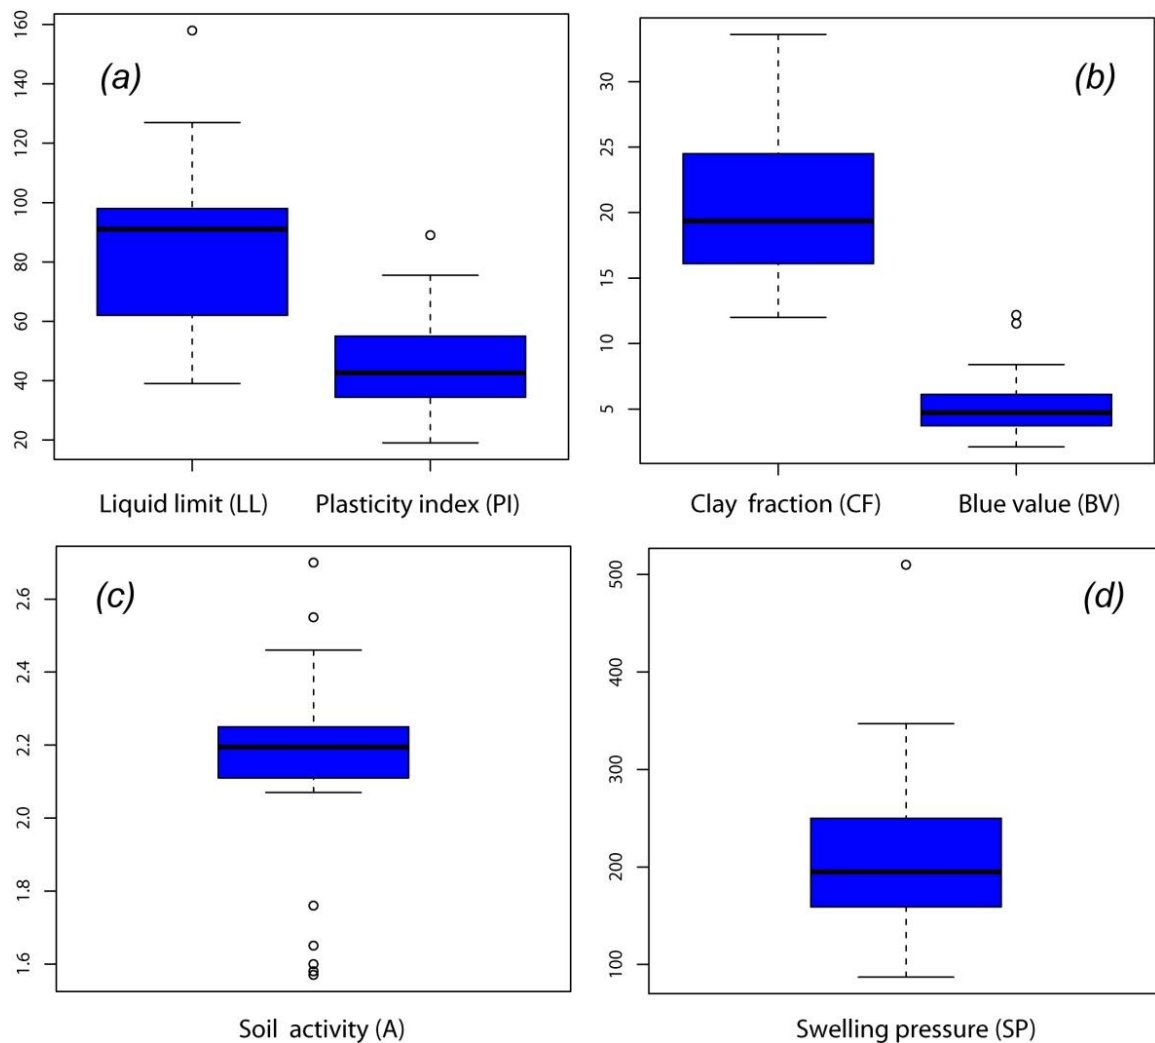 160
140
120
100
80
60
40
20
(a)
Liquid limit (LL)
Plasticity index (PI)
30
25
20
15
10
5
(b)
Clay fraction (CF)
Blue value (BV)
2.6
2.4
2.2
2.0
1.8
1.6
(c)
Soil activity (A)
500
400
300
200
100
(d)
Swelling pressure (SP)